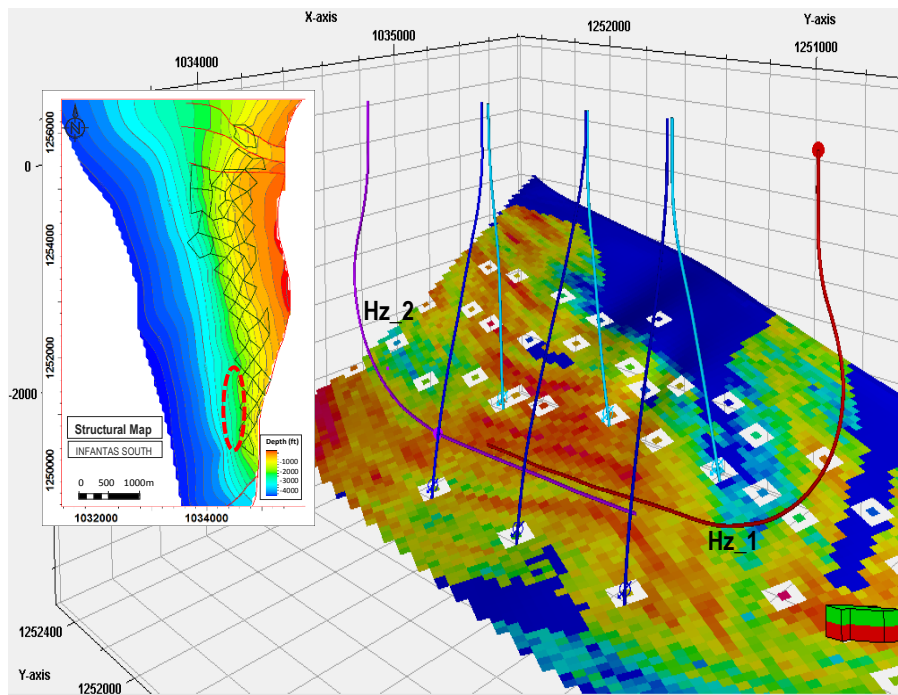 X-axis
1252000
Y-axis
1035000
1251000
1034000
0
-2000
1256000
1254000
1252000
1250000
N
Structural Map
INFANTAS SOUTH
0 500 1000m
Depth (ft)
-1000
-2000
-3000
-4000
1032000
1034000
Hz_2
Hz_1
1252400
Y-axis
1252000